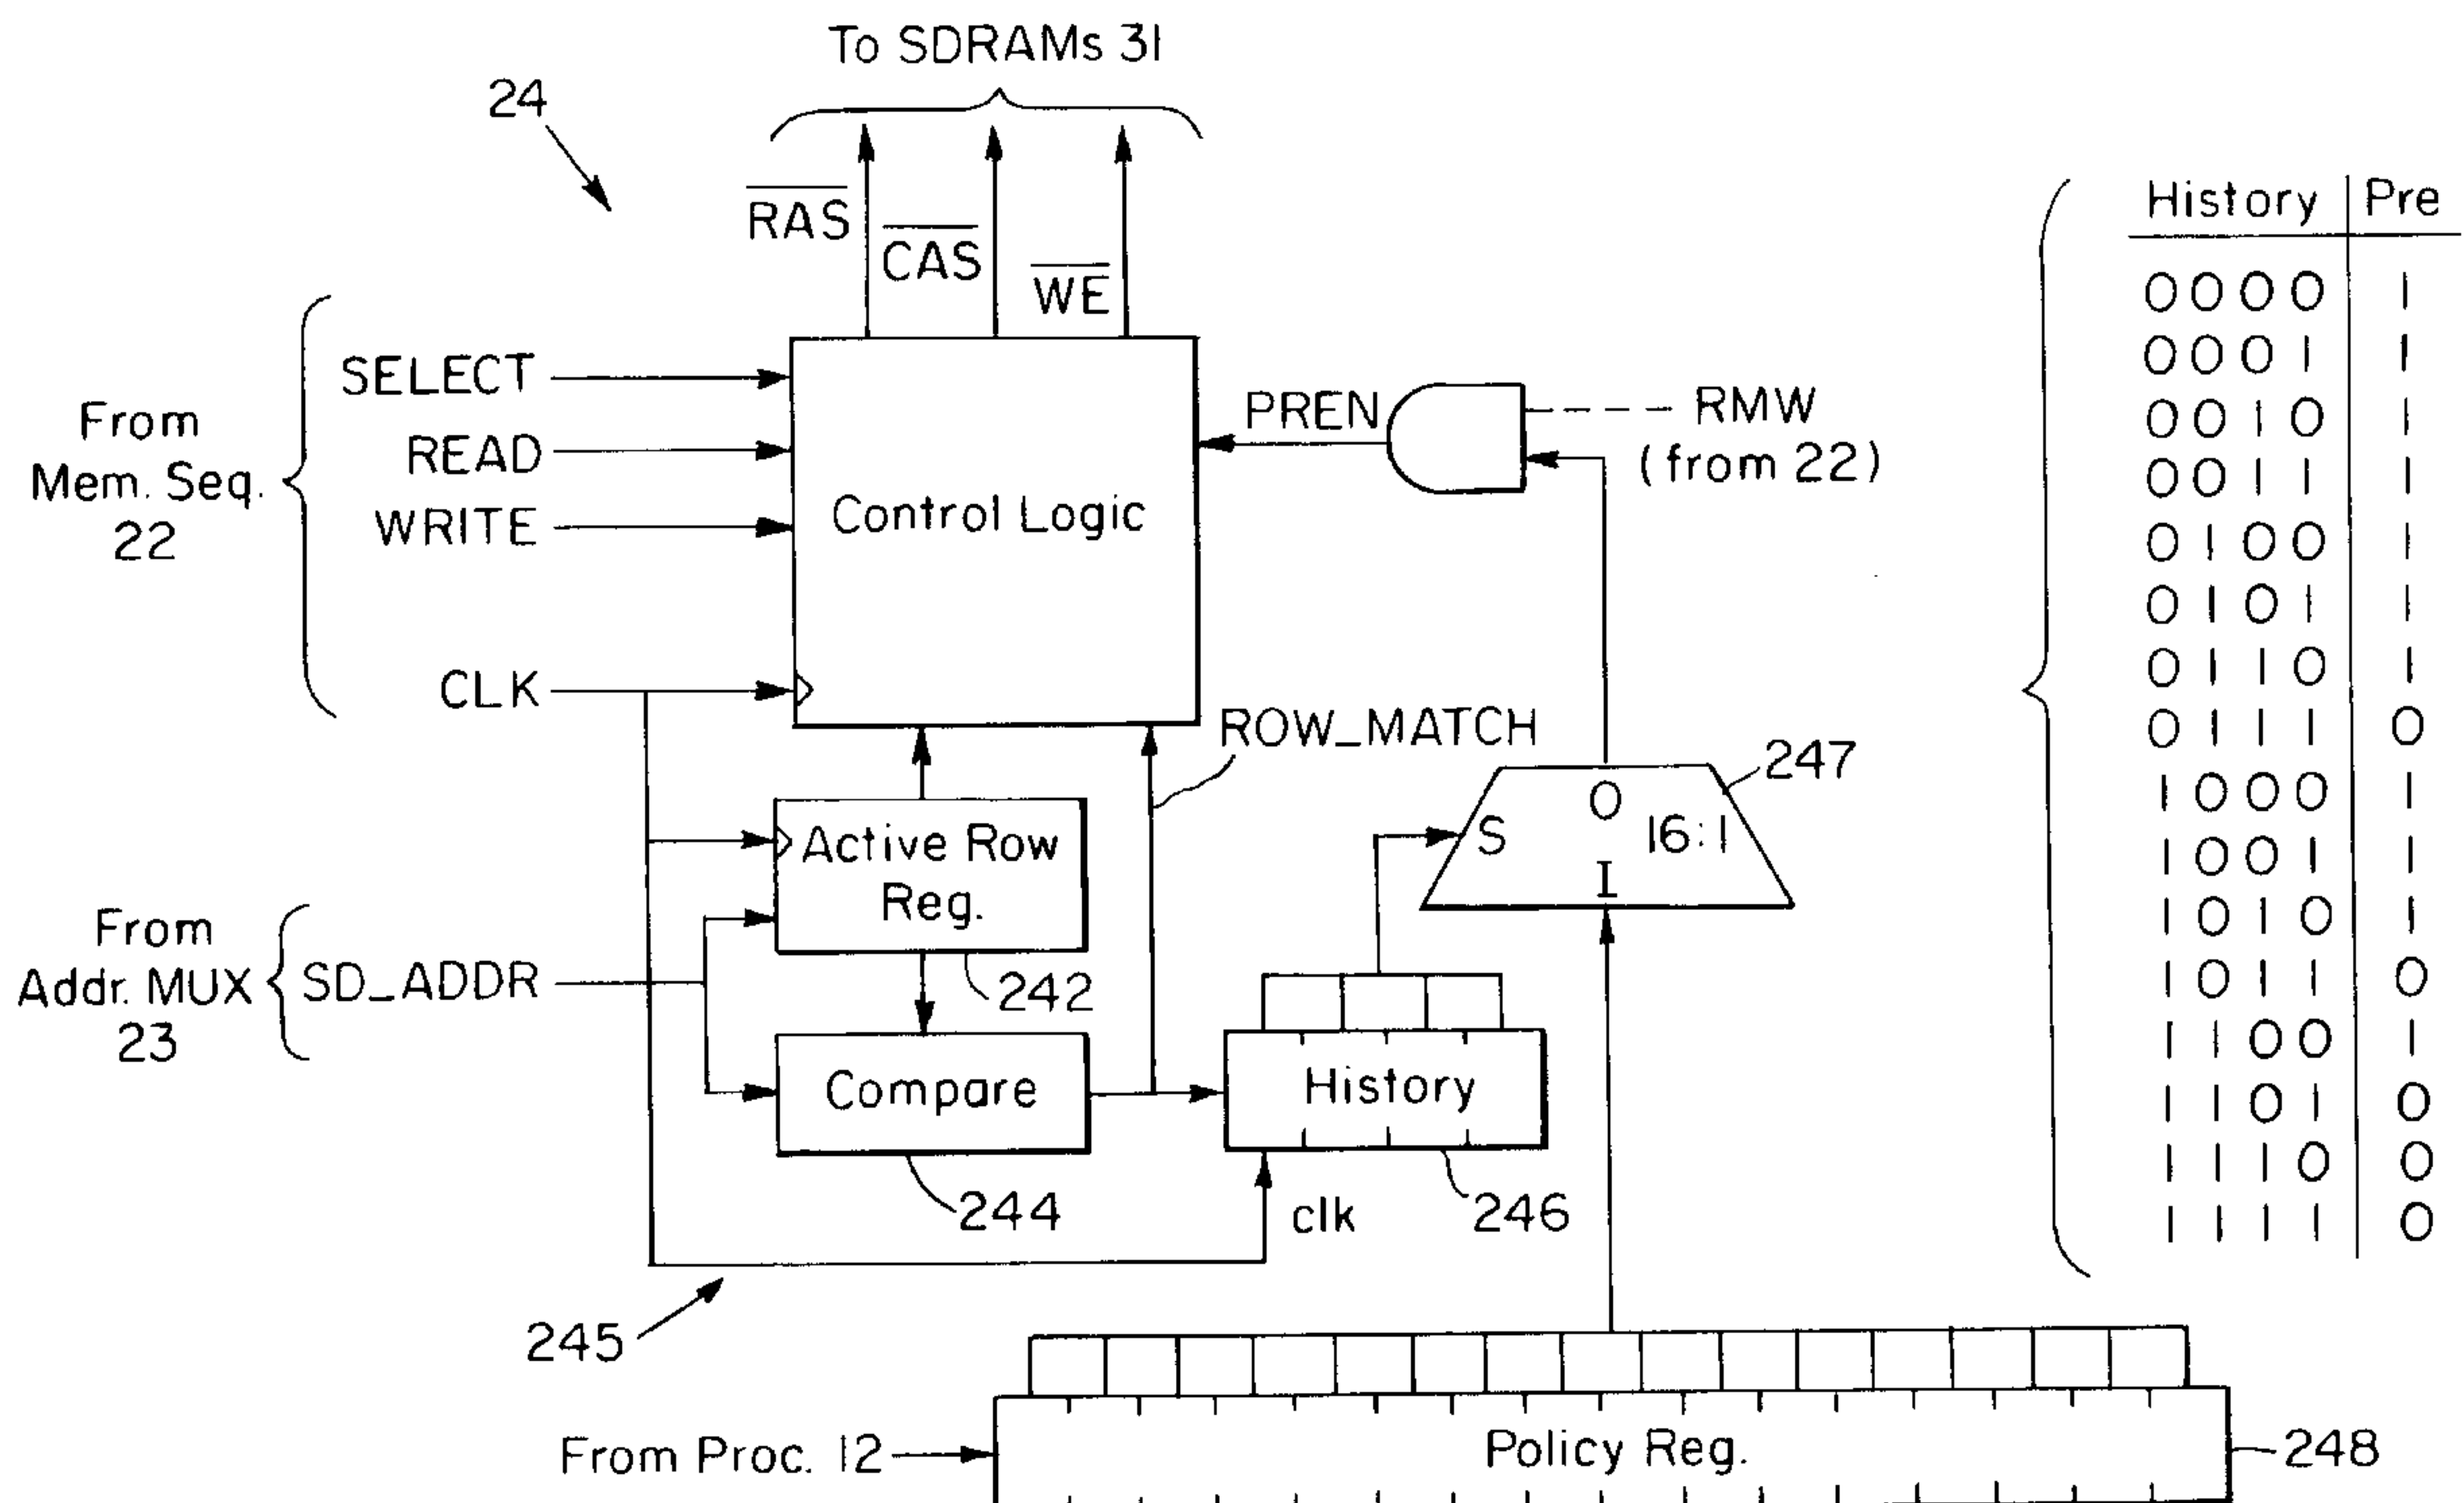 To SDRAMs 31
24
RAS
CAS
WE
SELECT
READ
WRITE
CLK
From
Mem. Seq.
22
Control Logic
PREN
RMW
(from 22)
ROW_MATCH
247
O
S 16:1
I
Active Row
Reg.
242
From
Addr. MUX
23
SD_ADDR
Compare
244
History
246
clk
245
From Proc. 12
Policy Reg.
248
History Pre
0000 1
0001 1
0010 1
0011 1
0100 1
0101 1
0110 1
0111 0
1000 1
1001 1
1010 1
1011 0
1100 1
1101 0
1110 0
1111 0